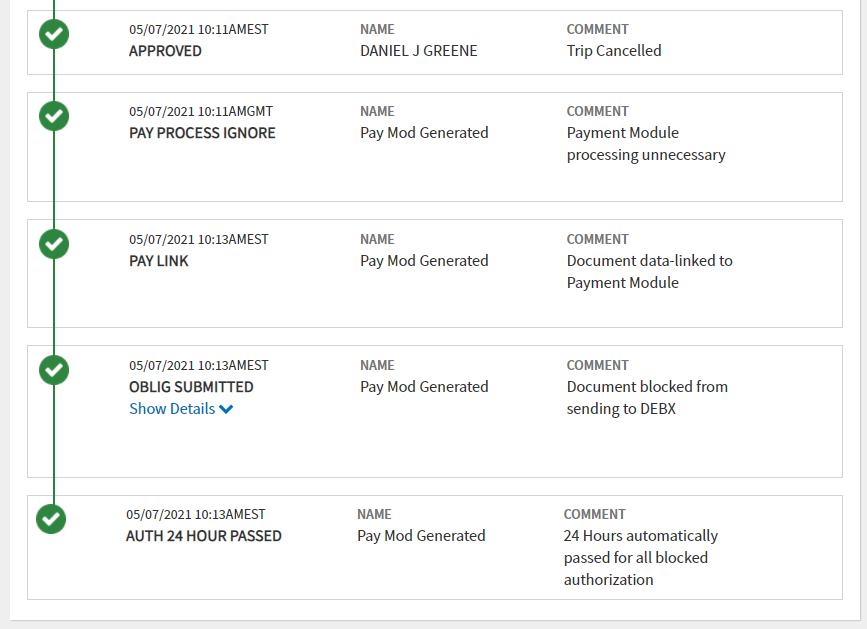 05/07/2021 10:11AMEST NAME COMMENT
APPROVED DANIEL J GREENE Trip Cancelled
05/07/2021 10:11AMGMT NAME COMMENT
PAY PROCESS IGNORE Pay Mod Generated Payment Module
processing unnecessary
05/07/2021 10:13AMEST NAME COMMENT
PAY LINK Pay Mod Generated Document data-linked to
Payment Module
05/07/2021 10:13AMEST NAME COMMENT
OBLIG SUBMITTED Pay Mod Generated Document blocked from
Show Details sending to DEBX
05/07/2021 10:13AMEST NAME COMMENT
AUTH 24 HOUR PASSED Pay Mod Generated 24 Hours automatically
passed for all blocked
authorization